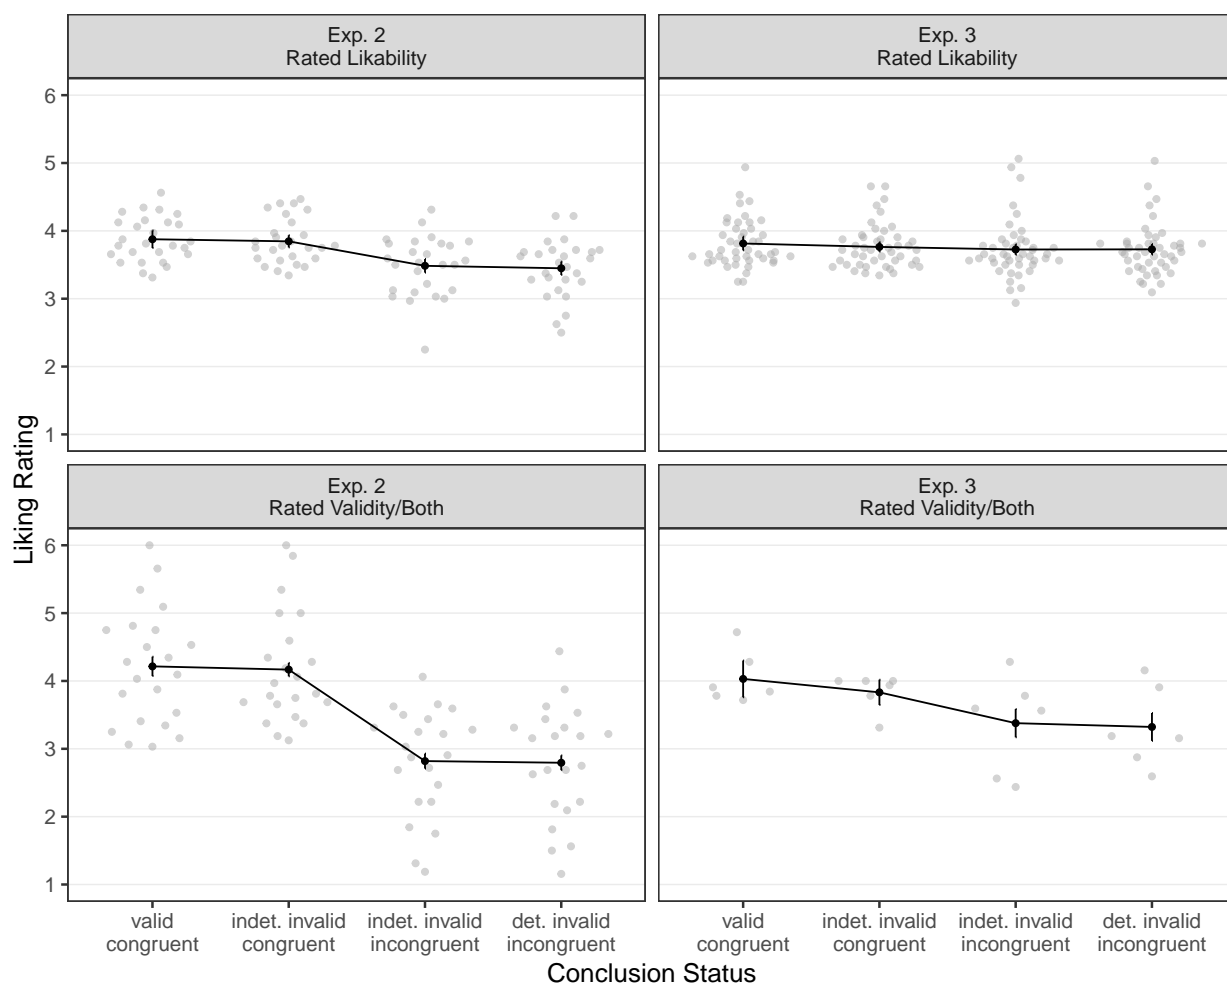 Exp. 2
Rated Likability
Exp. 3
Rated Likability
6
5
4
3
2
1
Liking Rating
Exp. 2
Rated Validity/Both
Exp. 3
Rated Validity/Both
6
5
4
3
2
1
valid
congruent
indet. invalid
congruent
indet. invalid
incongruent
det. invalid
incongruent
valid
congruent
indet. invalid
congruent
indet. invalid
incongruent
det. invalid
incongruent
Conclusion Status